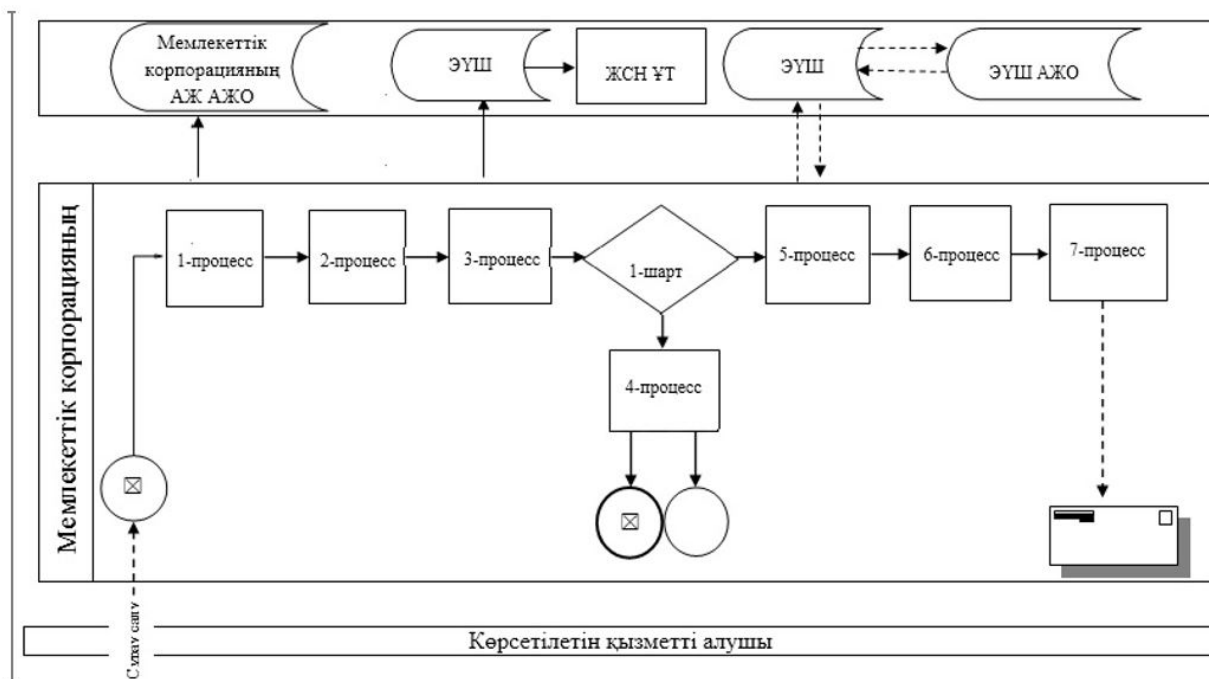 Мемлекеттік
корпорацияның
АЖ АЖО
ЭҮШ
ЖСН ҰТ
ЭҮШ
ЭҮШ АЖО
Мемлекеттік корпорацияның
1-процесс
2-процесс
3-процесс
1-шарт
5-процесс
6-процесс
7-процесс
4-процесс
Сұрау салу
Көрсетілетін қызметті алушы